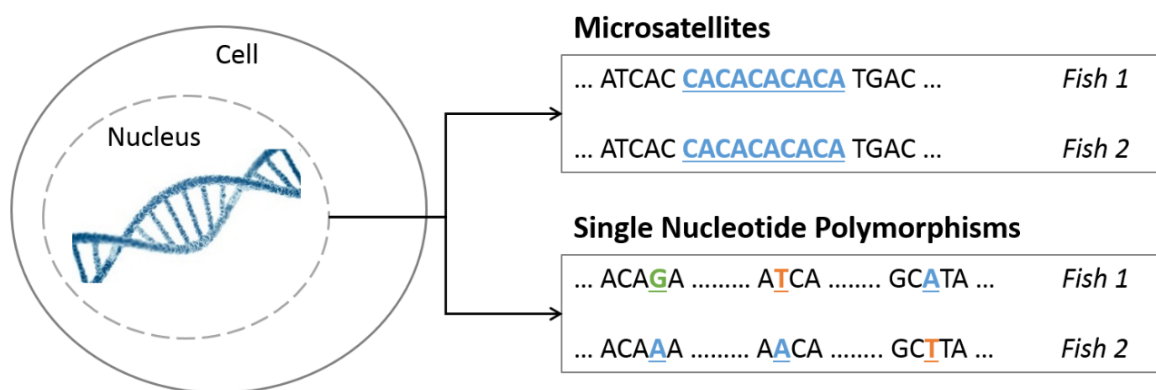 Cell
Nucleus
Microsatellites
... ATCAC CACACACACA TGAC ... Fish 1
... ATCAC CACACACACA TGAC ... Fish 2
Single Nucleotide Polymorphisms
... ACAGA ......... ATCA ........ GCATA ... Fish 1
... ACAAA ......... AACA ........ GCTTA ... Fish 2